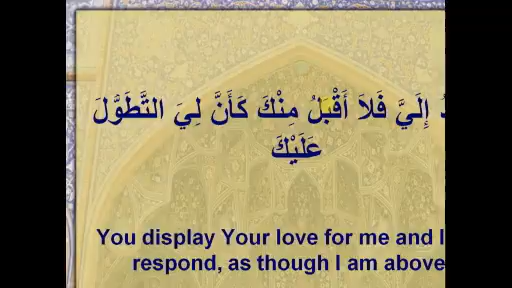 إِلَيَّ فَلاَ أَقْبَلُ مِنْكَ كَأَنَّ لِيَ التَّطَوُّلَ
عَلَيْكَ
You display Your love for me and I
respond, as though I am above